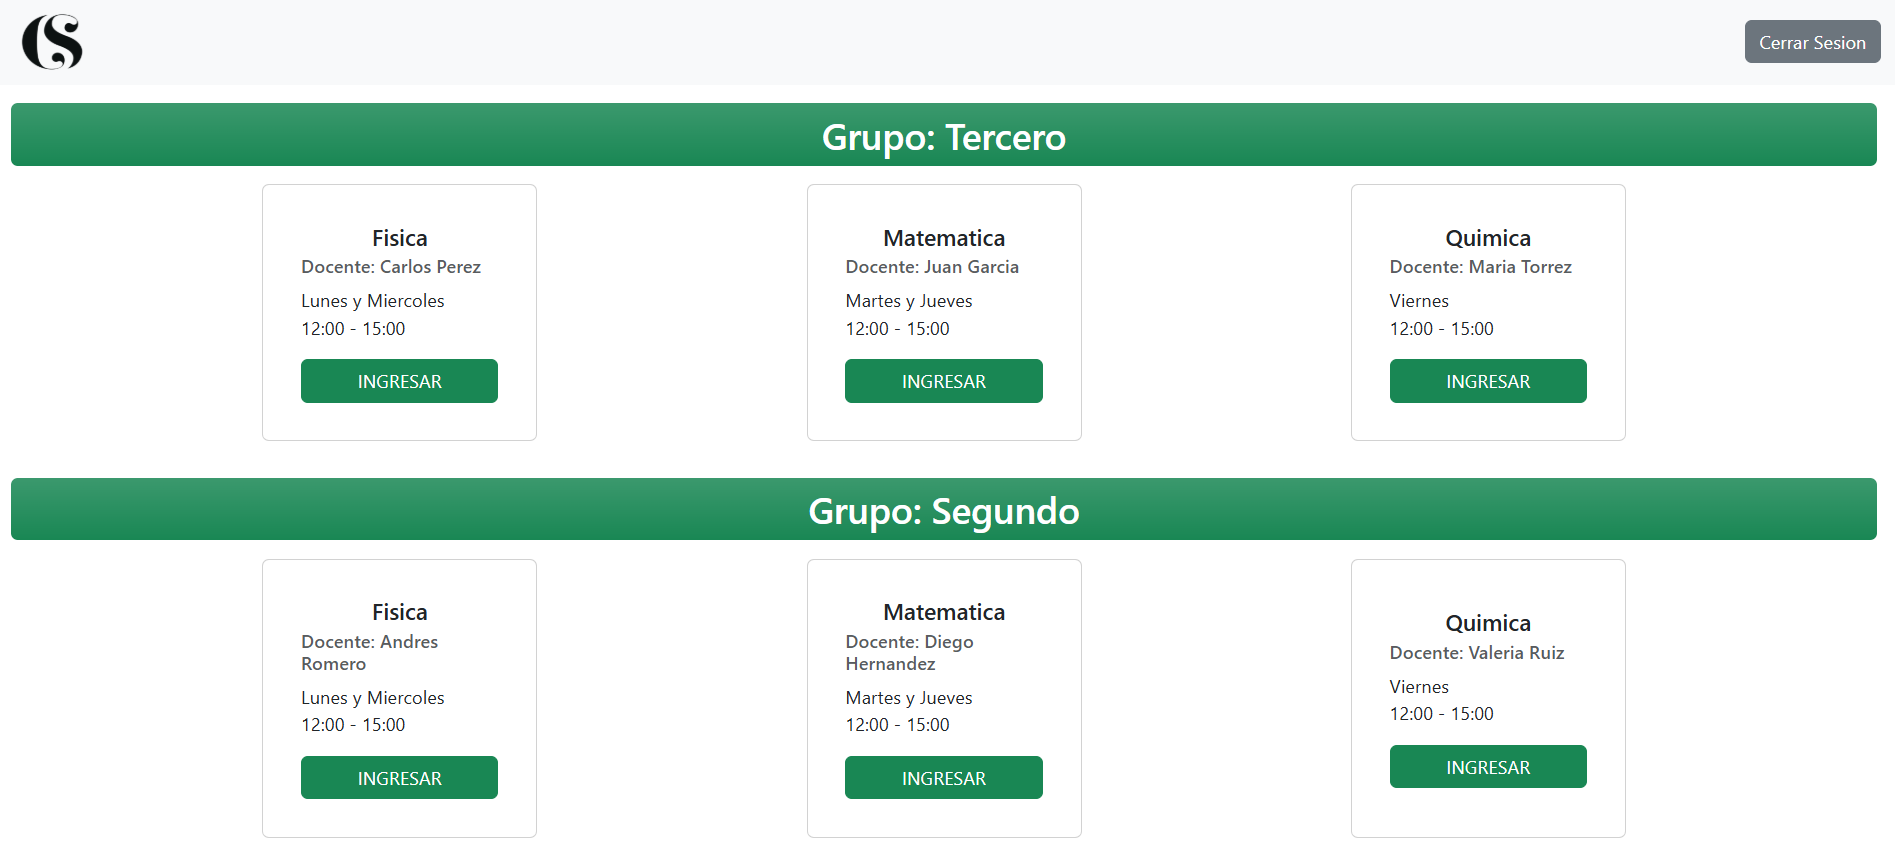 CS
Cerrar Sesion
Grupo: Tercero
Fisica
Docente: Carlos Perez
Lunes y Miercoles
12:00 - 15:00
INGRESAR
Matematica
Docente: Juan Garcia
Martes y Jueves
12:00 - 15:00
INGRESAR
Quimica
Docente: Maria Torrez
Viernes
12:00 - 15:00
INGRESAR
Grupo: Segundo
Fisica
Docente: Andres
Romero
Lunes y Miercoles
12:00 - 15:00
INGRESAR
Matematica
Docente: Diego
Hernandez
Martes y Jueves
12:00 - 15:00
INGRESAR
Quimica
Docente: Valeria Ruiz
Viernes
12:00 - 15:00
INGRESAR